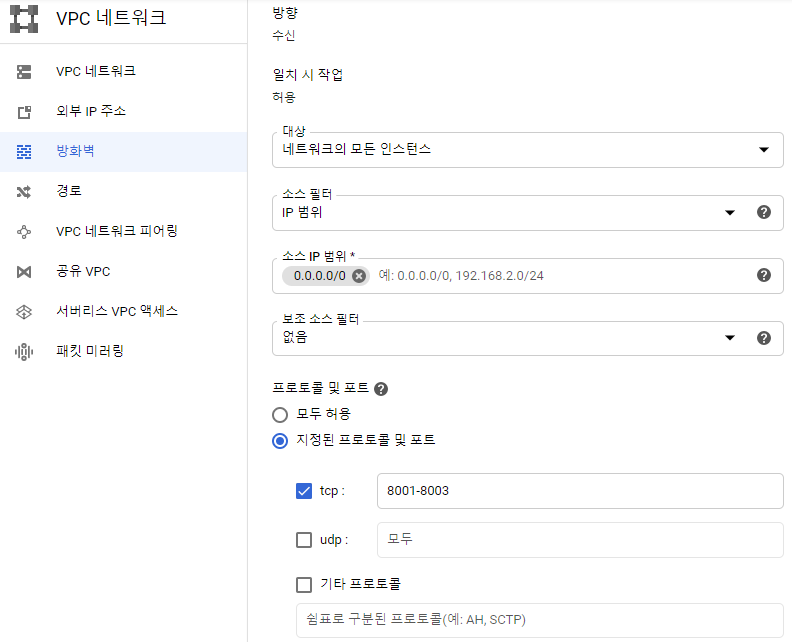 VPC 네트워크
VPC 네트워크
외부 IP 주소
방화벽
경로
VPC 네트워크 피어링
공유 VPC
서버리스 VPC 액세스
패킷 미러링
방향
수신
일치 시 작업
허용
대상
네트워크의 모든 인스턴스
소스 필터
IP 범위
소스 IP 범위 *
0.0.0.0/0 예: 0.0.0.0/0, 192.168.2.0/24
보조 소스 필터
없음
프로토콜 및 포트
모두 허용
지정된 프로토콜 및 포트
tcp : 8001-8003
udp : 모두
기타 프로토콜
쉼표로 구분된 프로토콜(예: AH, SCTP)